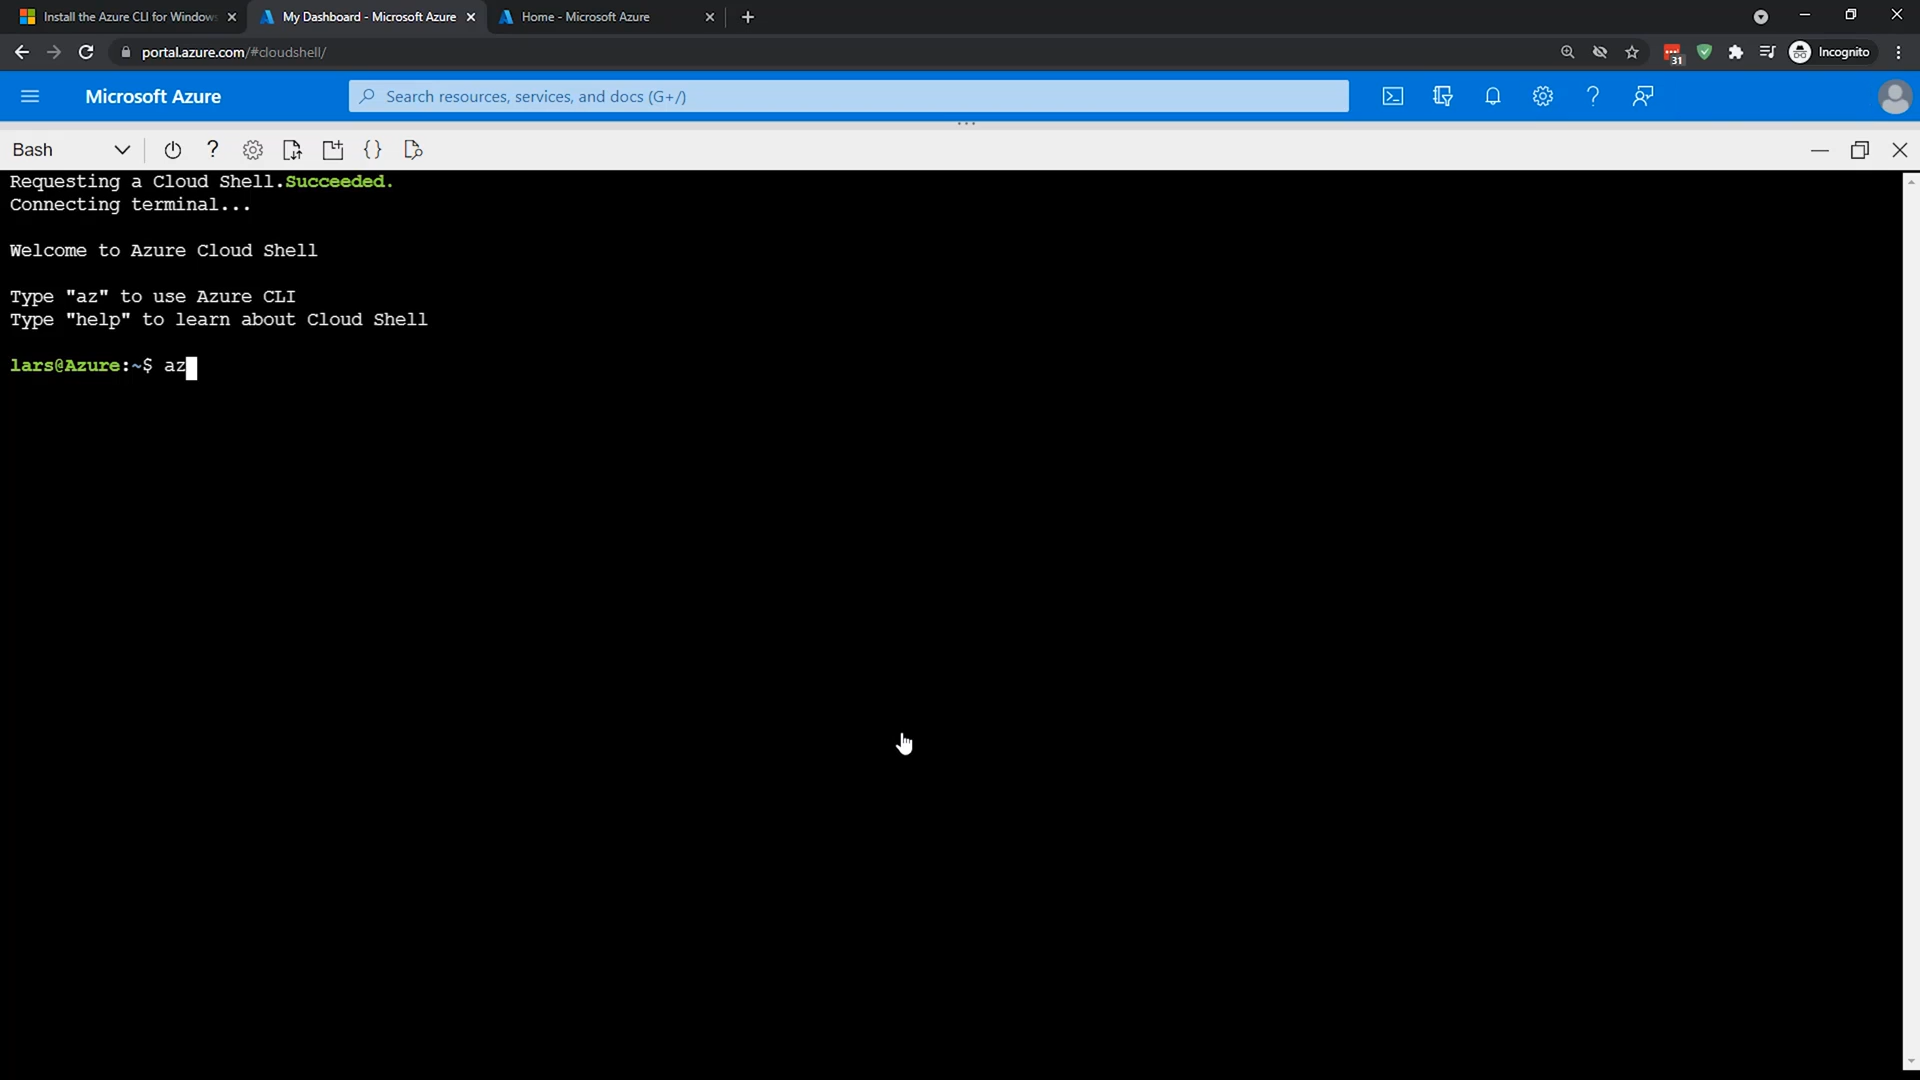 Install the Azure CLI for Window
My Dashboard - Microsoft Azure
Home - Microsoft Azure
portal.azure.com/#cloudshell/
31
Incognito
Microsoft Azure
Search resources, services, and docs (G+/)
Bash
Requesting a Cloud Shell.Succeeded.
Connecting terminal...
Welcome to Azure Cloud Shell
Type "az" to use Azure CLI
Type "help" to learn about Cloud Shell
lars@Azure:~$ az